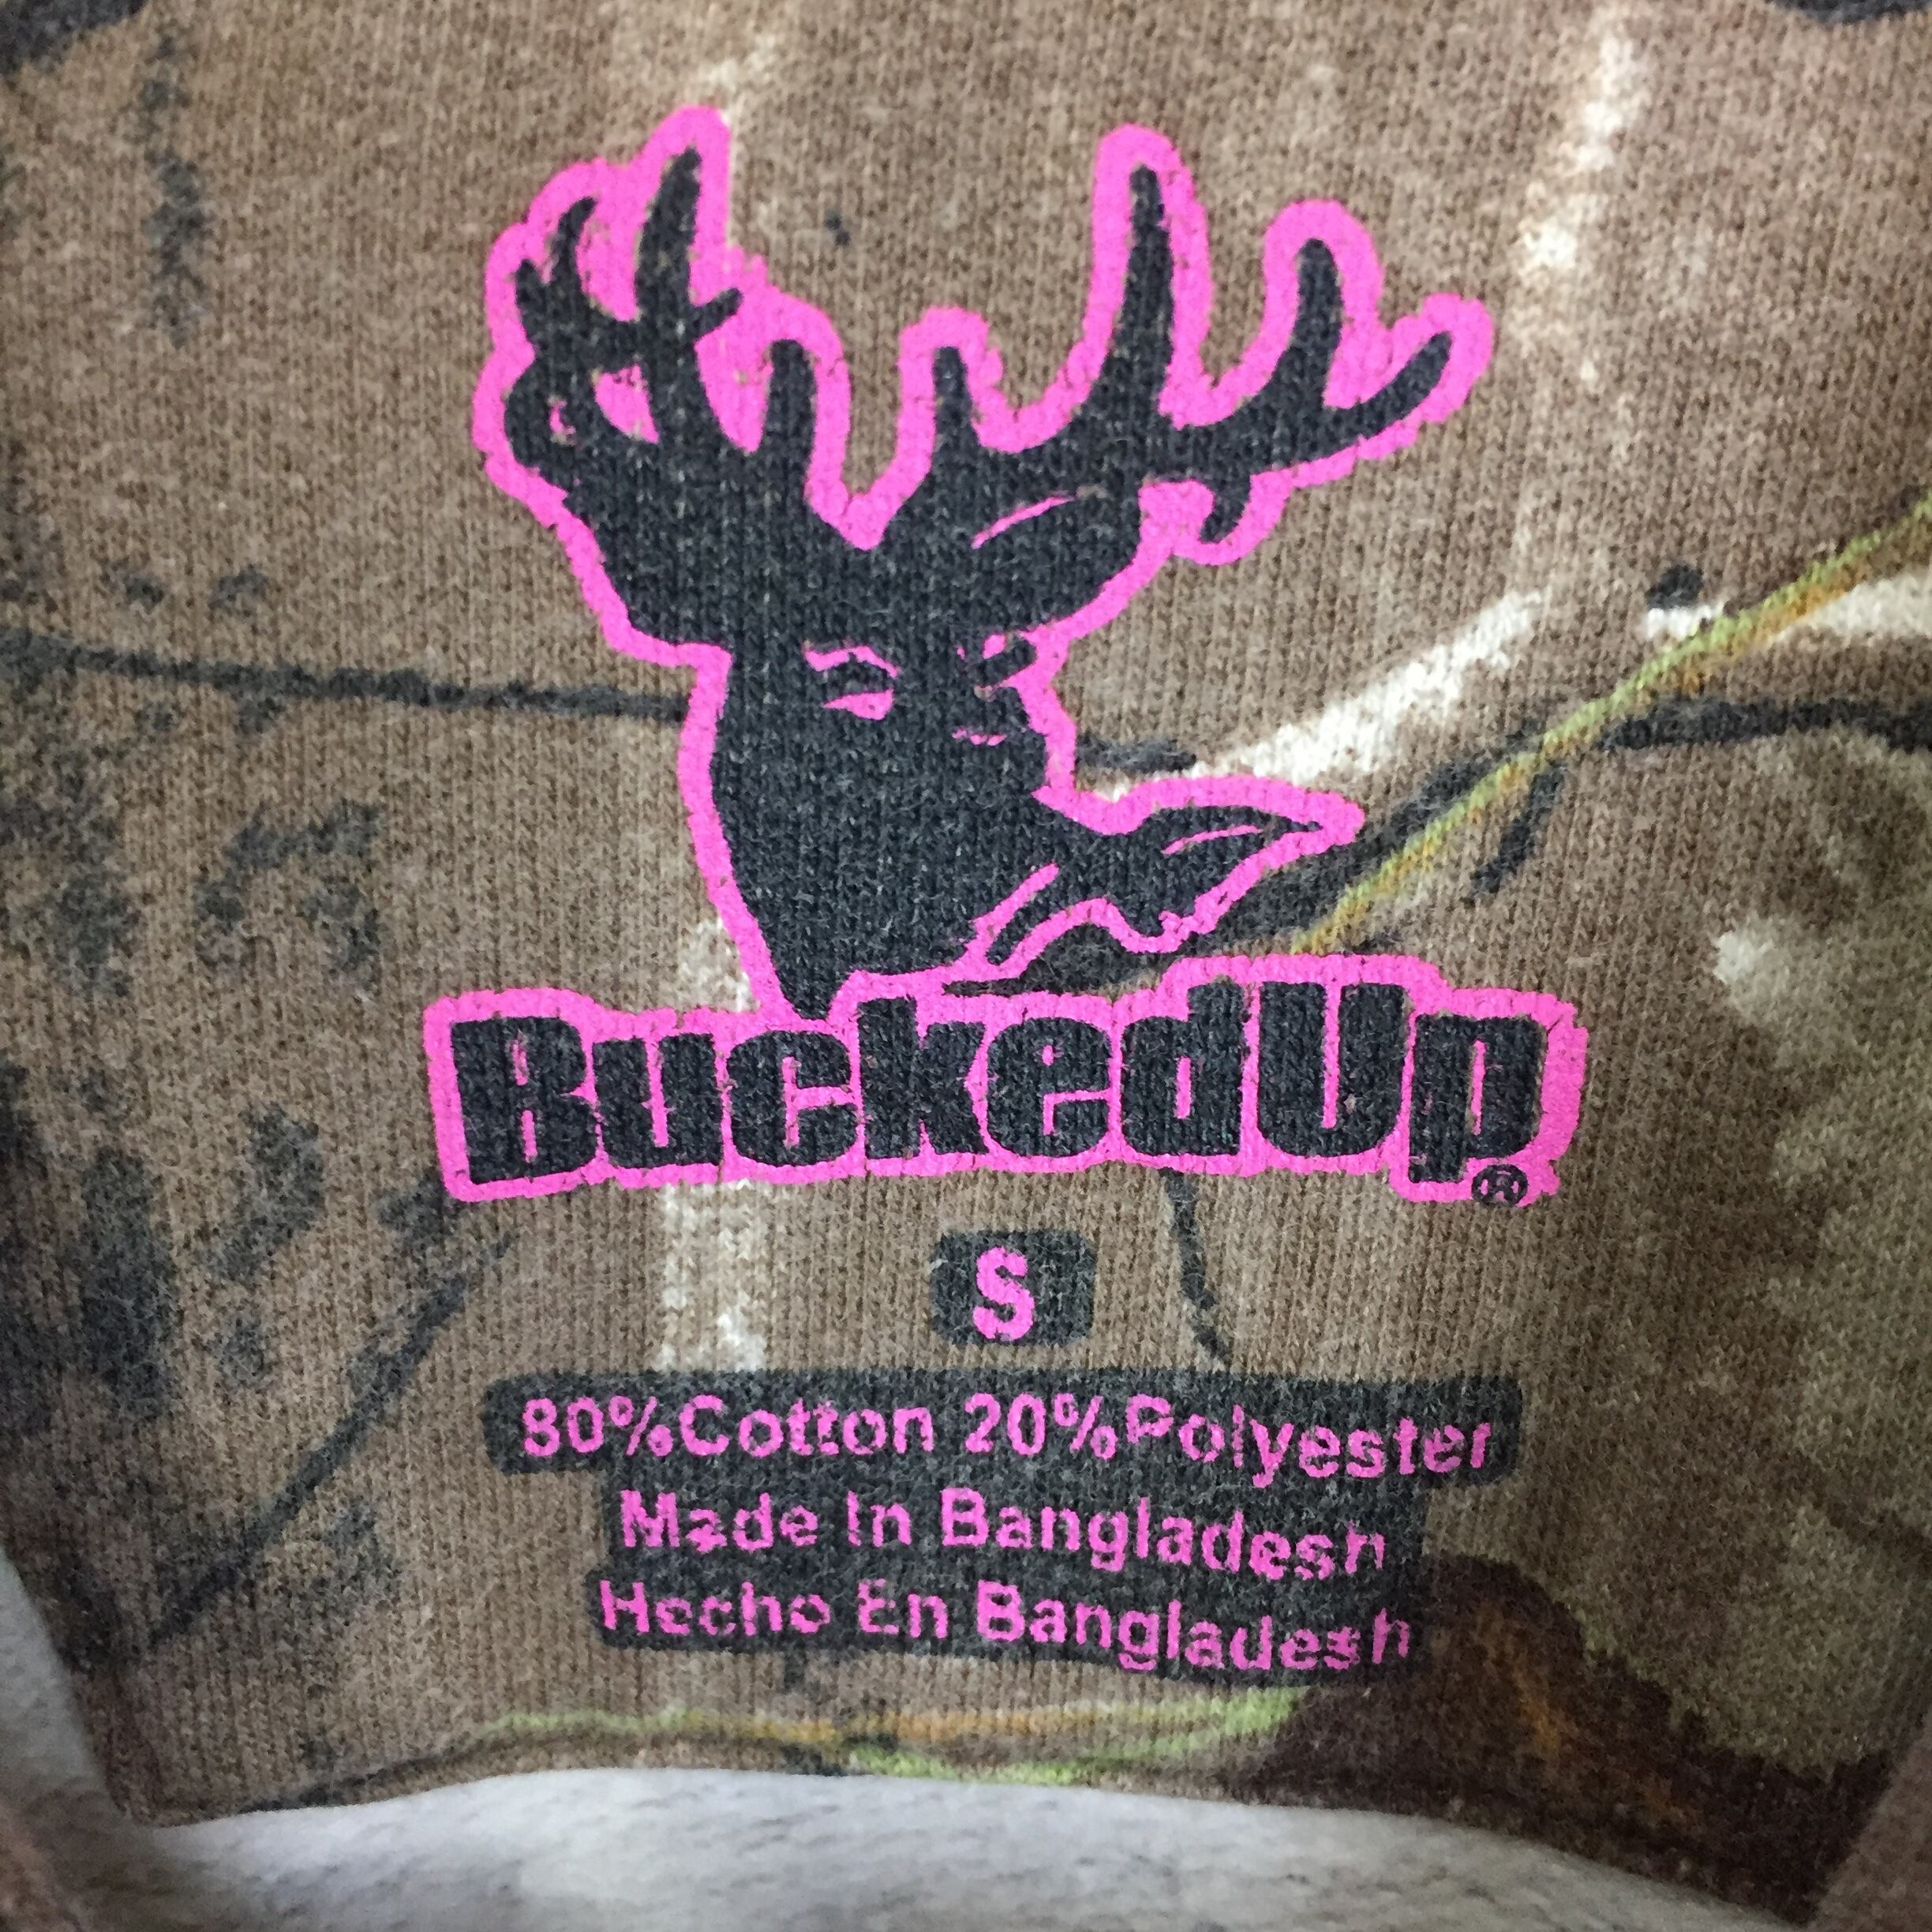 BuckedUp®
S
80%Cotton 20%Polyester
Made In Bangladesh
Hecho En Bangladesh